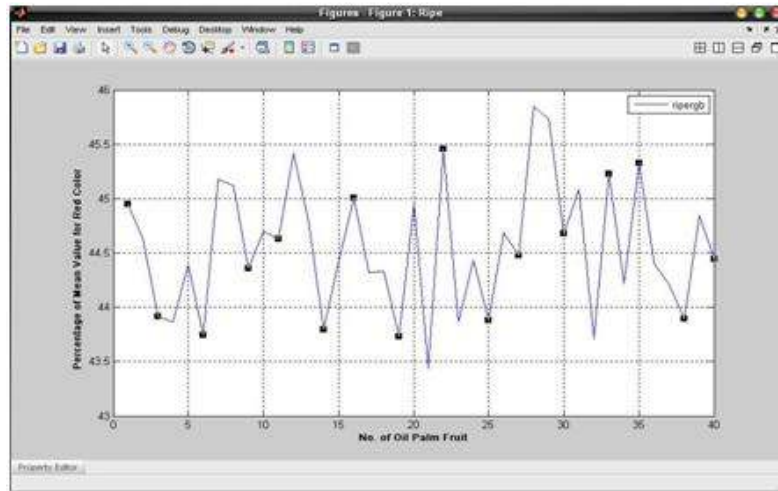 Figures - Figure 1: Ripe
File Edit View Insert Tools Debug Desktop Window Help
ripergb
46
45.5
45
44.5
44
43.5
43
Percentage of Mean Value for Red Color
0 5 10 15 20 25 30 35 40
No. of Oil Palm Fruit
Property Editor